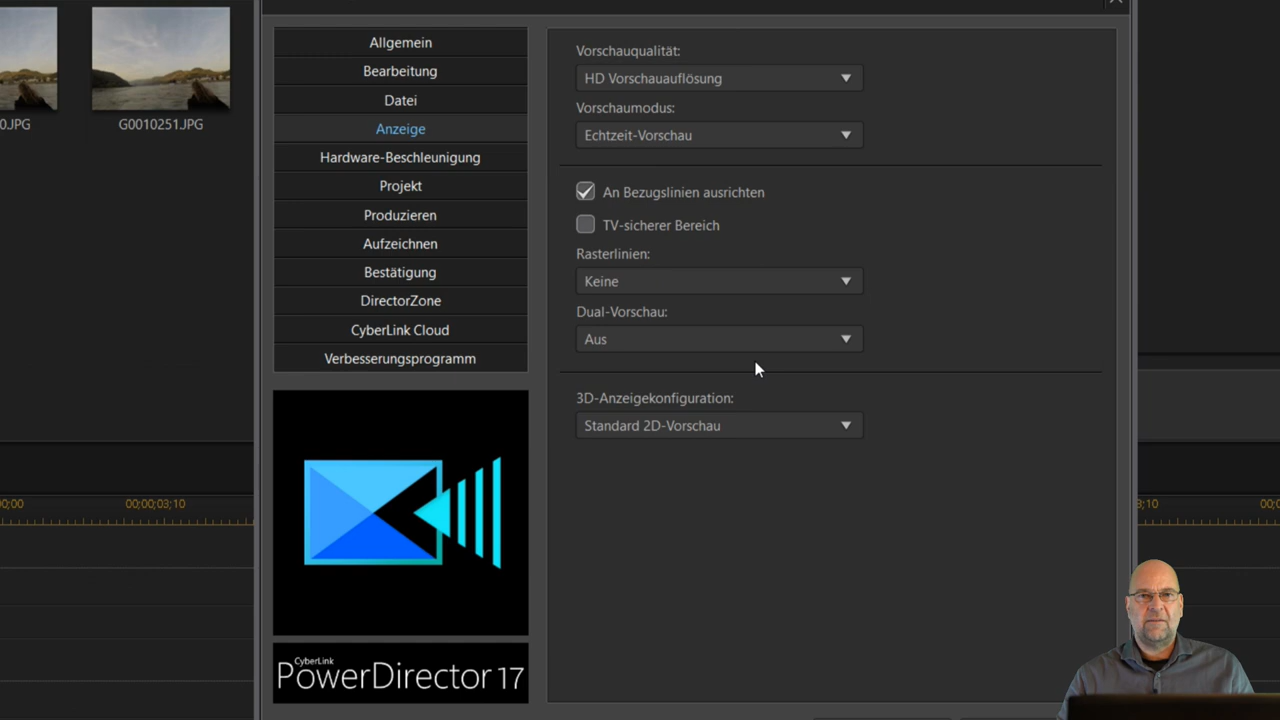 0.JPG
G0010251.JPG
Allgemein
Bearbeitung
Datei
Anzeige
Hardware-Beschleunigung
Projekt
Produzieren
Aufzeichnen
Bestätigung
DirectorZone
CyberLink Cloud
Verbesserungsprogramm
CyberLink
PowerDirector 17
Vorschauqualität:
HD Vorschauauflösung
Vorschaumodus:
Echtzeit-Vorschau
An Bezugslinien ausrichten
TV-sicherer Bereich
Rasterlinien:
Keine
Dual-Vorschau:
Aus
3D-Anzeigekonfiguration:
Standard 2D-Vorschau
00;00
00;00;03;10
3;10
00;0